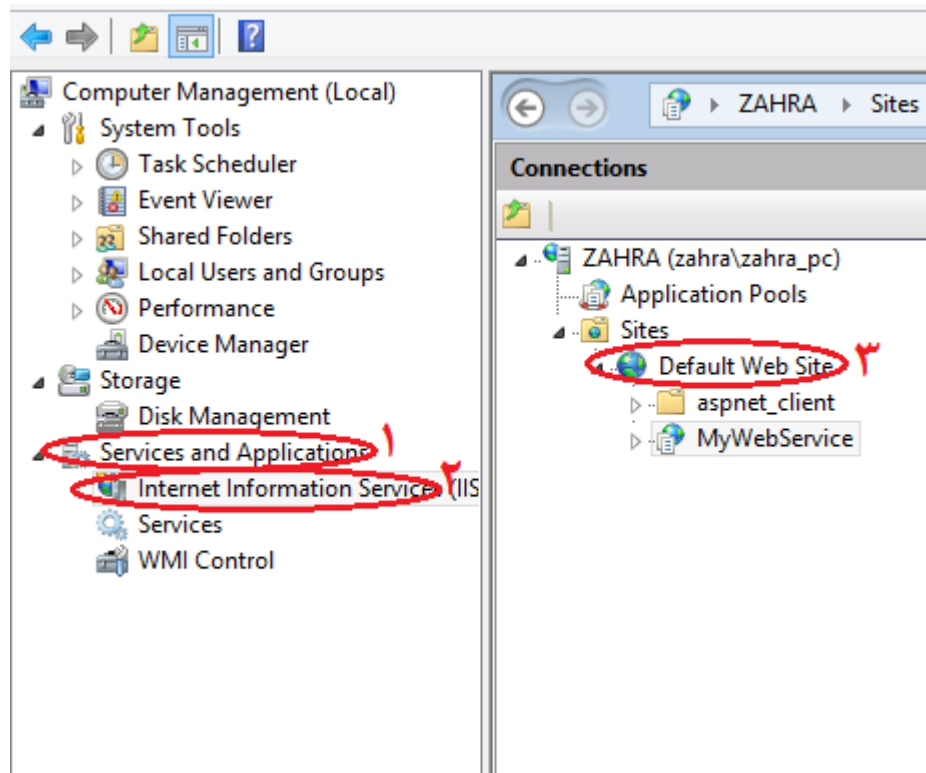 Computer Management (Local)
System Tools
Task Scheduler
Event Viewer
Shared Folders
Local Users and Groups
Performance
Device Manager
Storage
Disk Management
Services and Applications ۱
Internet Information Services (IIS ۲
Services
WMI Control
ZAHRA Sites
Connections
ZAHRA (zahra\zahra_pc)
Application Pools
Sites
Default Web Site ۳
aspnet_client
MyWebService